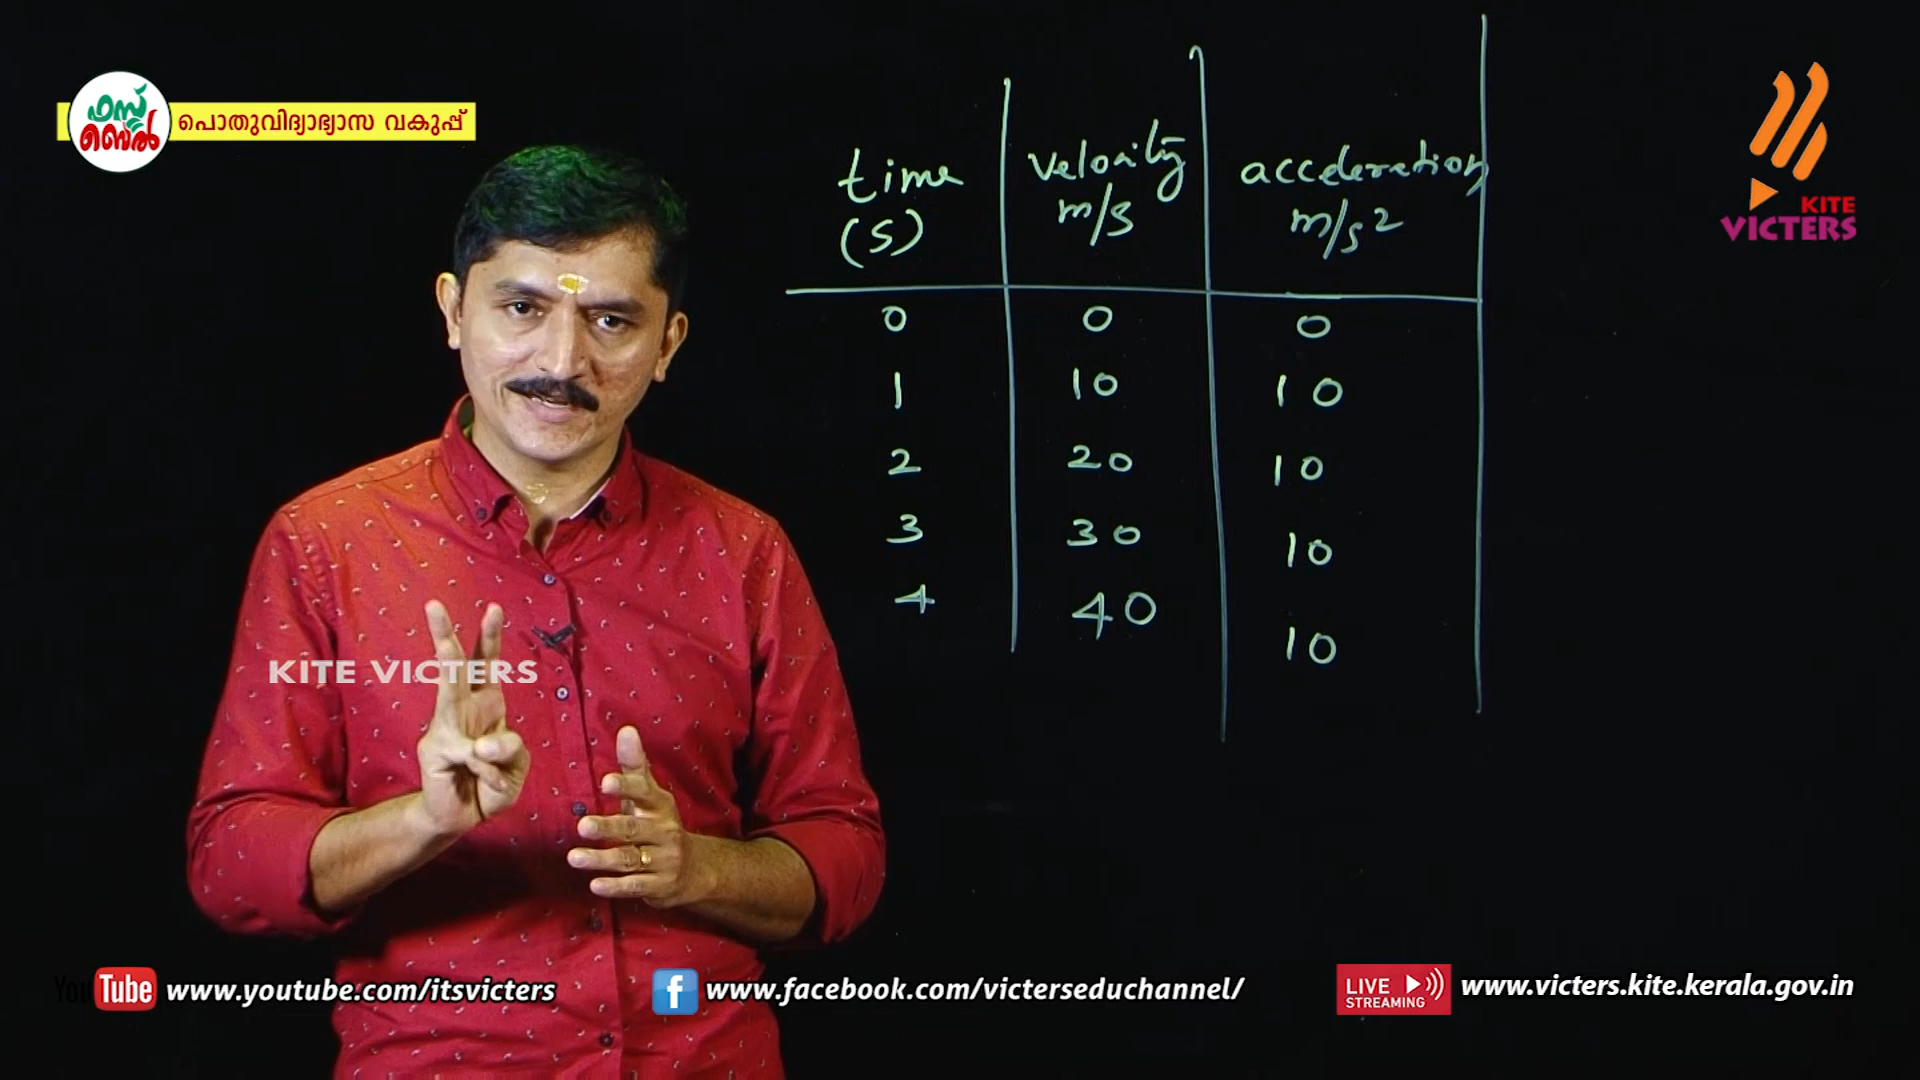 ഫസ്റ്റ്
ബെൽ
പൊതുവിദ്യാഭ്യാസ വകുപ്പ്
KITE
VICTERS
time velocity acceleration
(s) m/s m/s2
0 0 0
1 10 10
2 20 10
3 30 10
4 40 10
KITE VICTERS
YouTube www.youtube.com/itsvicters
f www.facebook.com/victerseduchannel/
LIVE
STREAMING
www.victers.kite.kerala.gov.in